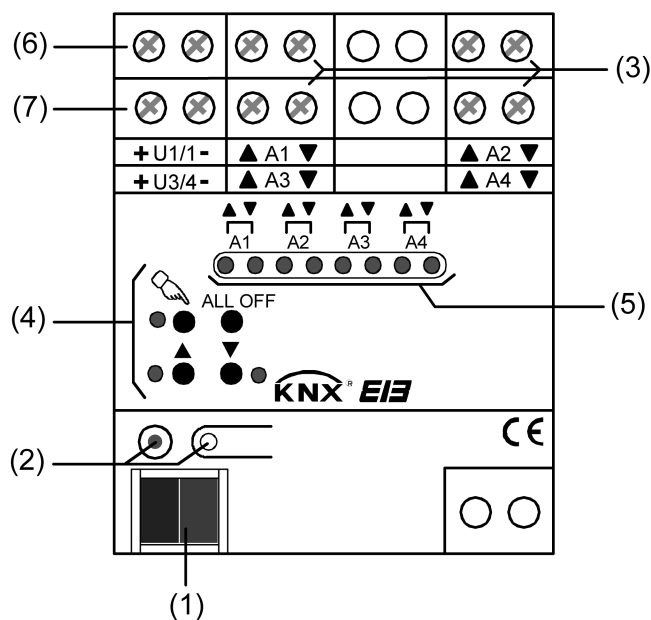 (6)
(3)
(7)
+ U1/1 - ▲ A1 ▼ ▲ A2 ▼
+ U3/4 - ▲ A3 ▼ ▲ A4 ▼
▲ ▼ ▲ ▼ ▲ ▼ ▲ ▼
A1 A2 A3 A4
(4)
ALL OFF
(5)
▲ ▼
KNX® EIB
(2)
CE
(1)